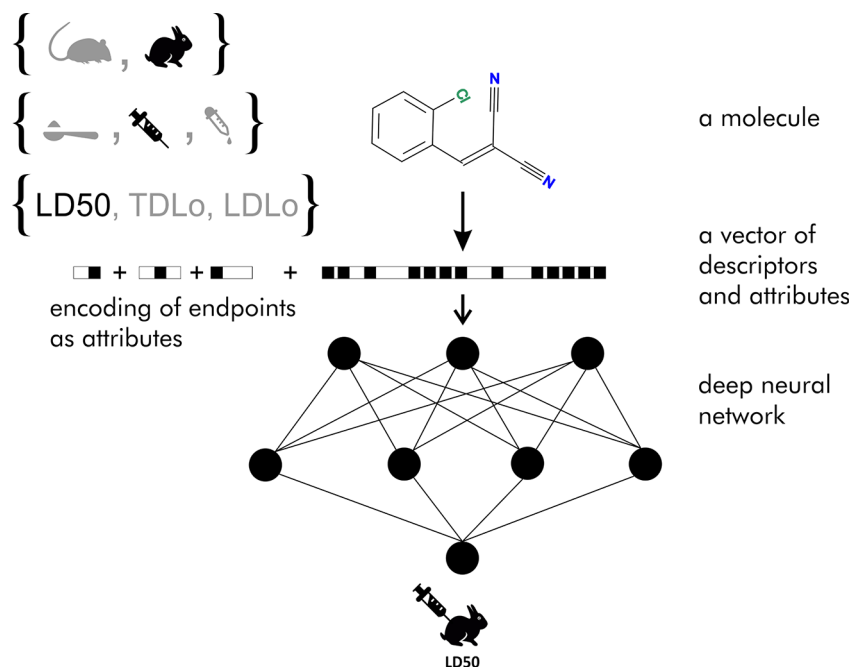 { , }
{ , , }
{LD50, TDLo, LDLo}
Cl
N
N
a molecule
+ + +
encoding of endpoints
as attributes
a vector of
descriptors
and attributes
deep neural
network
LD50